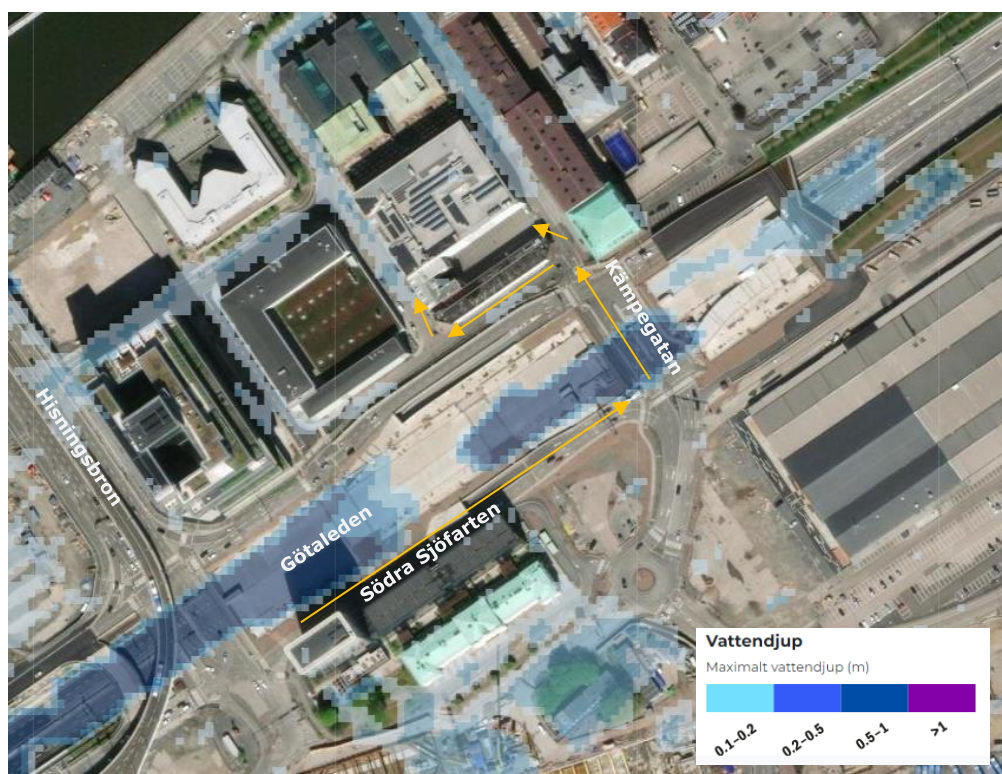 Kämpegatan
Hisningsbron
Götaleden
Södra Sjöfarten
Vattendjup
Maximalt vattendjup (m)
0.1–0.2
0.2–0.5
0.5–1
>1